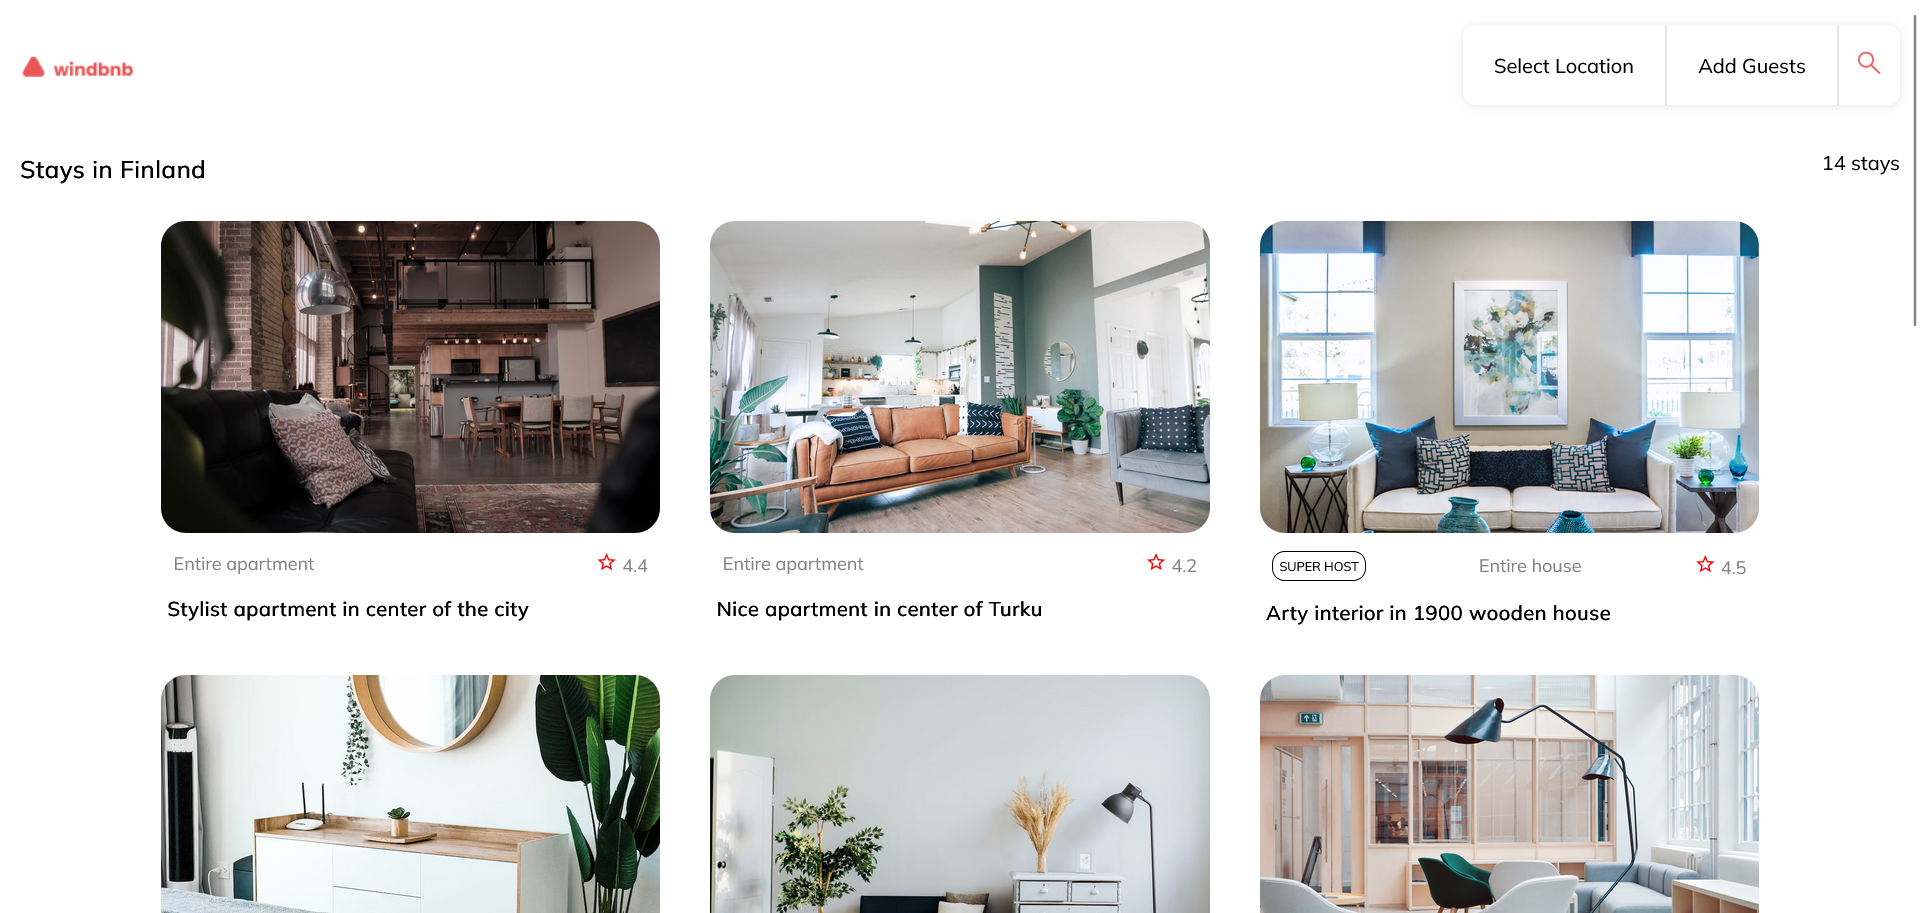 windbnb
Select Location
Add Guests
Stays in Finland
14 stays
Entire apartment
4.4
Stylist apartment in center of the city
Entire apartment
4.2
Nice apartment in center of Turku
SUPER HOST
Entire house
4.5
Arty interior in 1900 wooden house